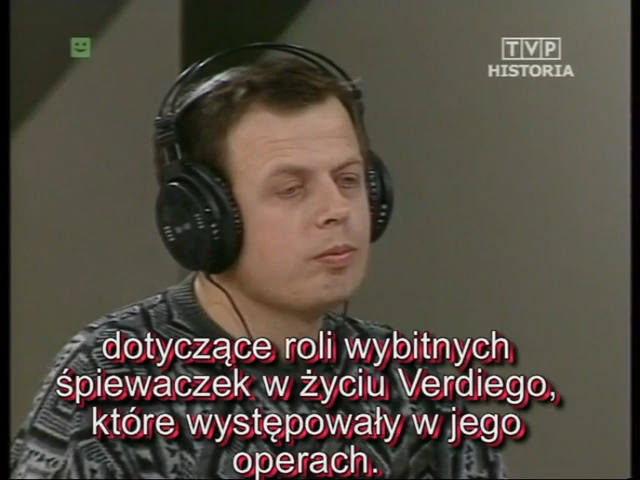 TVP
HISTORIA
dotyczące roli wybitnych
śpiewaczek w życiu Verdiego,
które występowały w jego
operach.